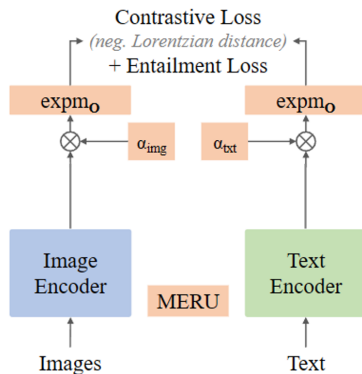 Contrastive Loss
(neg. Lorentzian distance)
+ Entailment Loss
expm_O
expm_O
α_img
α_txt
Image
Encoder
Text
Encoder
MERU
Images
Text